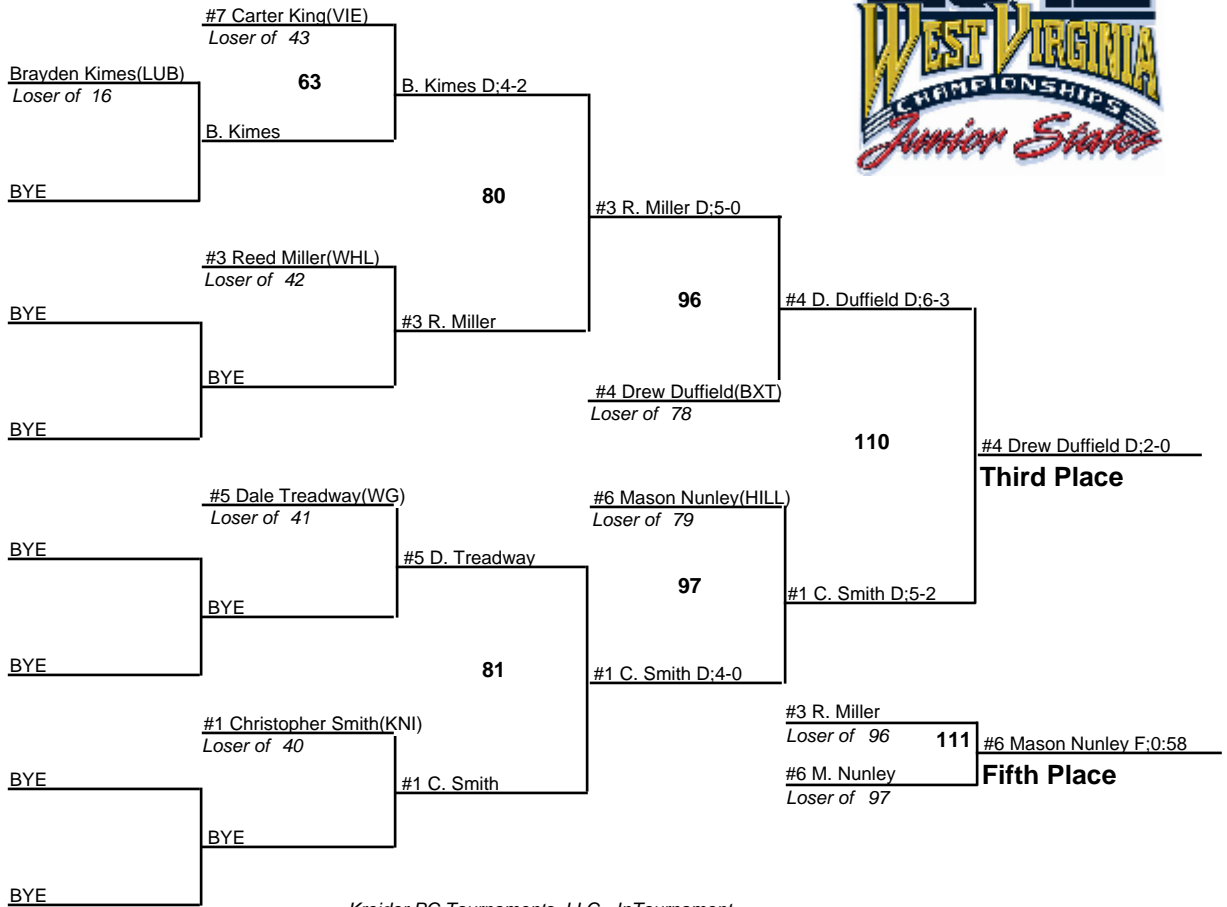 #7 Carter King(VIE)
Loser of 43
WEST VIRGINIA
CHAMPIONSHIPS
Junior States
Brayden Kimes(LUB)
Loser of 16
63
B. Kimes D;4-2
B. Kimes
BYE
80
#3 R. Miller D;5-0
#3 Reed Miller(WHL)
Loser of 42
96
#4 D. Duffield D;6-3
BYE
#3 R. Miller
BYE
#4 Drew Duffield(BXT)
Loser of 78
BYE
110
#4 Drew Duffield D;2-0
Third Place
#5 Dale Treadway(WG)
Loser of 41
#6 Mason Nunley(HILL)
Loser of 79
BYE
#5 D. Treadway
97
#1 C. Smith D;5-2
BYE
BYE
81
#1 C. Smith D;4-0
#1 Christopher Smith(KNI)
Loser of 40
#3 R. Miller
Loser of 96
111
#6 Mason Nunley F;0:58
Fifth Place
BYE
#1 C. Smith
#6 M. Nunley
Loser of 97
BYE
BYE